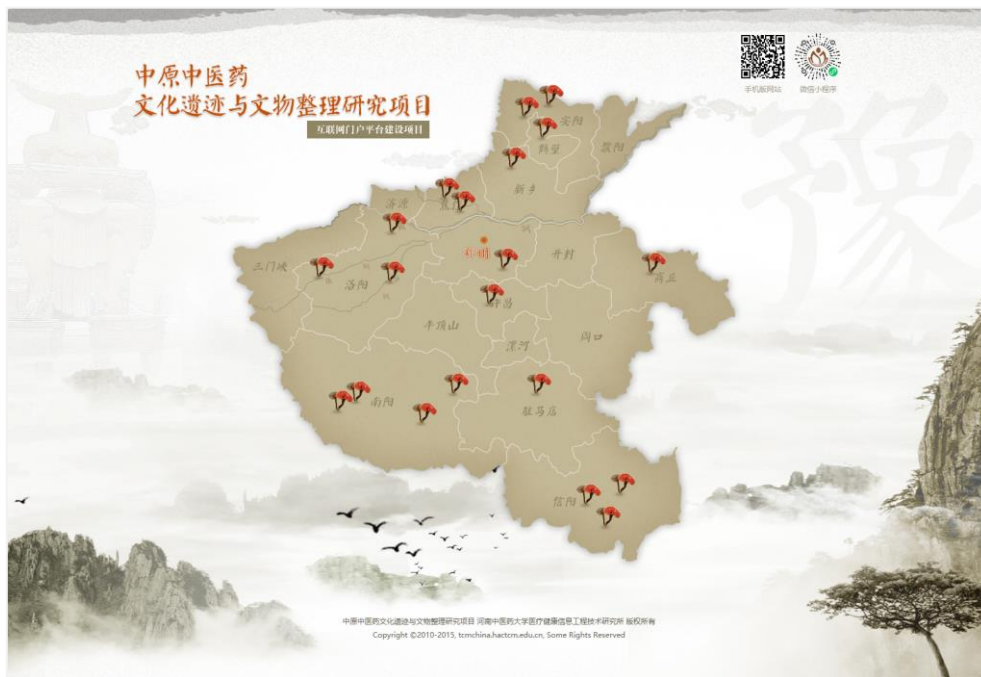 中原中医药
文化遗迹与文物整理研究项目
互联网门户平台建设项目
手机版网站
微信小程序
豫
安阳
鹤壁
濮阳
新乡
济源
焦作
三门峡
洛阳
郑州
开封
商丘
许昌
平顶山
漯河
周口
南阳
驻马店
信阳
中原中医药文化遗迹与文物整理研究项目 河南中医药大学医疗健康信息工程技术研究所 版权所有
Copyright ©2010-2015, tcmchina.hactcm.edu.cn, Some Rights Reserved